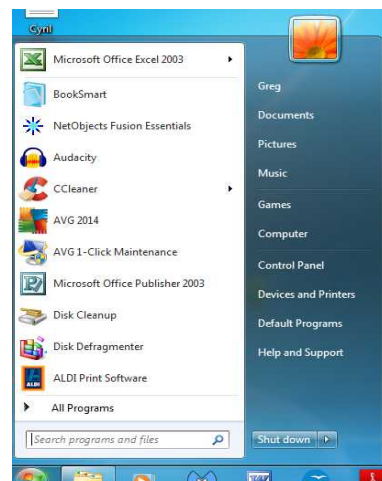 Cyril
Microsoft Office Excel 2003
BookSmart
NetObjects Fusion Essentials
Audacity
CCleaner
AVG 2014
AVG 1-Click Maintenance
Microsoft Office Publisher 2003
Disk Cleanup
Disk Defragmenter
ALDI
ALDI Print Software
All Programs
Search programs and files
Greg
Documents
Pictures
Music
Games
Computer
Control Panel
Devices and Printers
Default Programs
Help and Support
Shut down